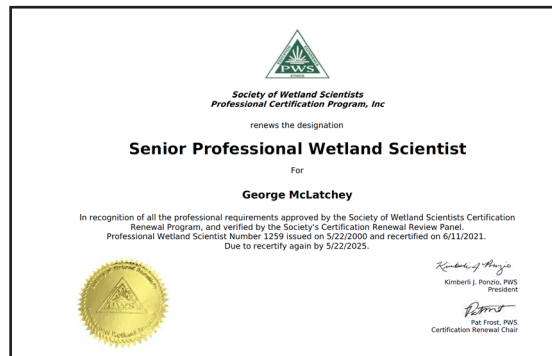 PWS
Society of Wetland Scientists
Professional Certification Program, Inc
renews the designation
Senior Professional Wetland Scientist
For
George McLatchey
In recognition of all the professional requirements approved by the Society of Wetland Scientists Certification
Renewal Program, and verified by the Society's Certification Renewal Review Panel.
Professional Wetland Scientist Number 1259 issued on 5/22/2000 and recertified on 6/11/2021.
Due to recertify again by 5/22/2025.
Kimberli J. Ponzio
Kimberli J. Ponzio, PWS
President
Pat Frost, PWS
Certification Renewal Chair